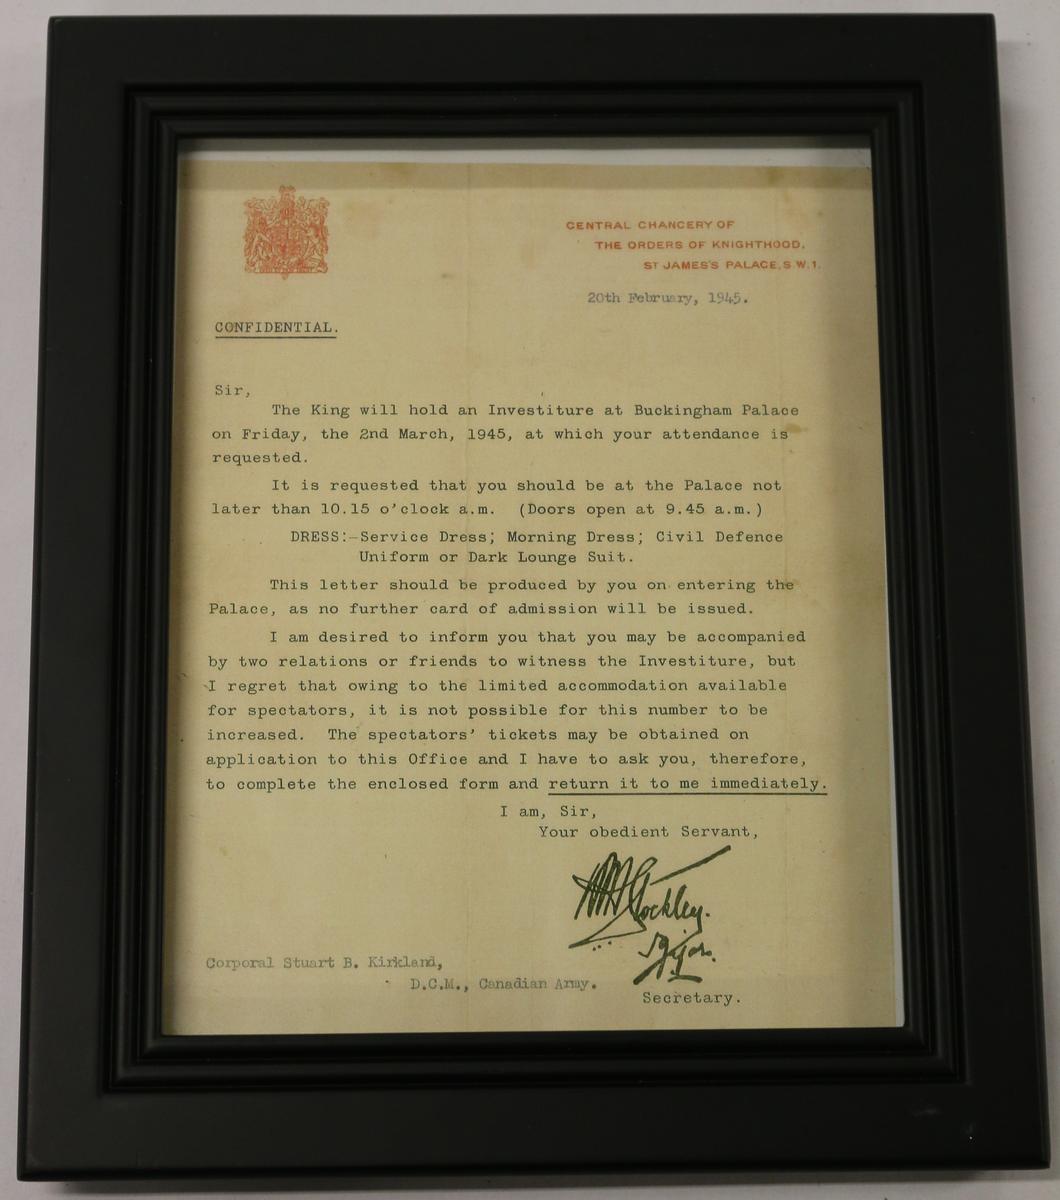 CENTRAL CHANCERY OF
THE ORDERS OF KNIGHTHOOD,
ST JAMES'S PALACE, S.W.1.
20th February, 1945.
CONFIDENTIAL.
Sir,
The King will hold an Investiture at Buckingham Palace
on Friday, the 2nd March, 1945, at which your attendance is
requested.
It is requested that you should be at the Palace not
later than 10.15 o'clock a.m. (Doors open at 9.45 a.m.)
DRESS:-Service Dress; Morning Dress; Civil Defence
Uniform or Dark Lounge Suit.
This letter should be produced by you on entering the
Palace, as no further card of admission will be issued.
I am desired to inform you that you may be accompanied
by two relations or friends to witness the Investiture, but
I regret that owing to the limited accommodation available
for spectators, it is not possible for this number to be
increased. The spectators' tickets may be obtained on
application to this Office and I have to ask you, therefore,
to complete the enclosed form and return it to me immediately.
I am, Sir,
Your obedient Servant,
Stockley.
Major.
Corporal Stuart B. Kirkland,
D.C.M., Canadian Army.
Secretary.